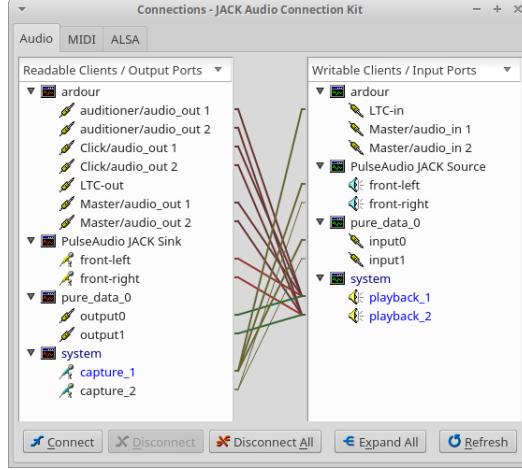 Connections - JACK Audio Connection Kit
Audio MIDI ALSA
Readable Clients / Output Ports
ardour
auditioner/audio_out 1
auditioner/audio_out 2
Click/audio_out 1
Click/audio_out 2
LTC-out
Master/audio_out 1
Master/audio_out 2
PulseAudio JACK Sink
front-left
front-right
pure_data_0
output0
output1
system
capture_1
capture_2
Writable Clients / Input Ports
ardour
LTC-in
Master/audio_in 1
Master/audio_in 2
PulseAudio JACK Source
front-left
front-right
pure_data_0
input0
input1
system
playback_1
playback_2
Connect Disconnect Disconnect All Expand All Refresh